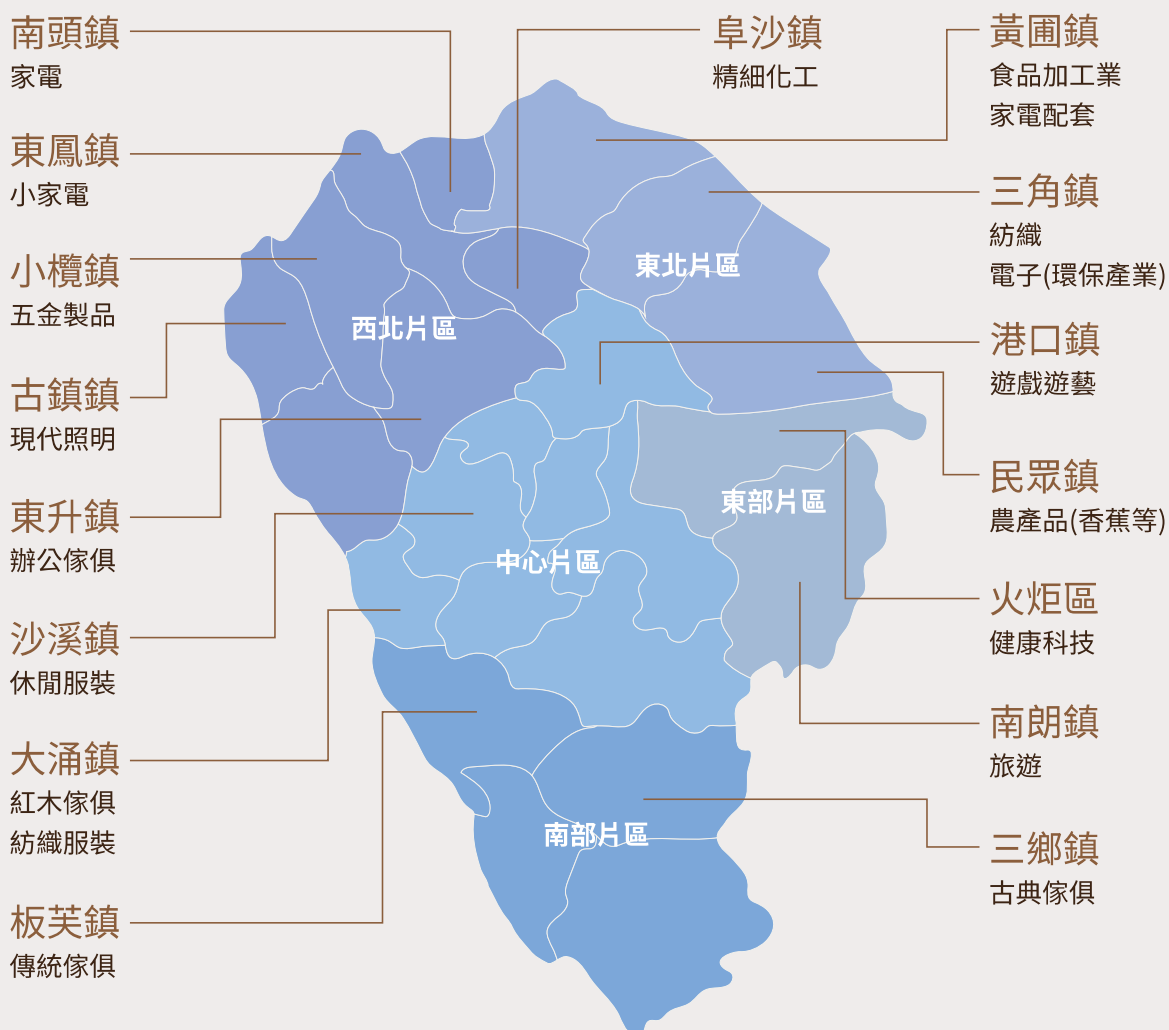 南頭鎮
家電
東鳳鎮
小家電
小欖鎮
五金製品
古鎮鎮
現代照明
東升鎮
辦公傢俱
沙溪鎮
休閒服裝
大涌鎮
紅木傢俱
紡織服裝
板芙鎮
傳統傢俱
阜沙鎮
精細化工
黃圃鎮
食品加工業
家電配套
三角鎮
紡織
電子(環保產業)
港口鎮
遊戲遊藝
民眾鎮
農產品(香蕉等)
火炬區
健康科技
南朗鎮
旅遊
三鄉鎮
古典傢俱
東北片區
西北片區
東部片區
中心片區
南部片區